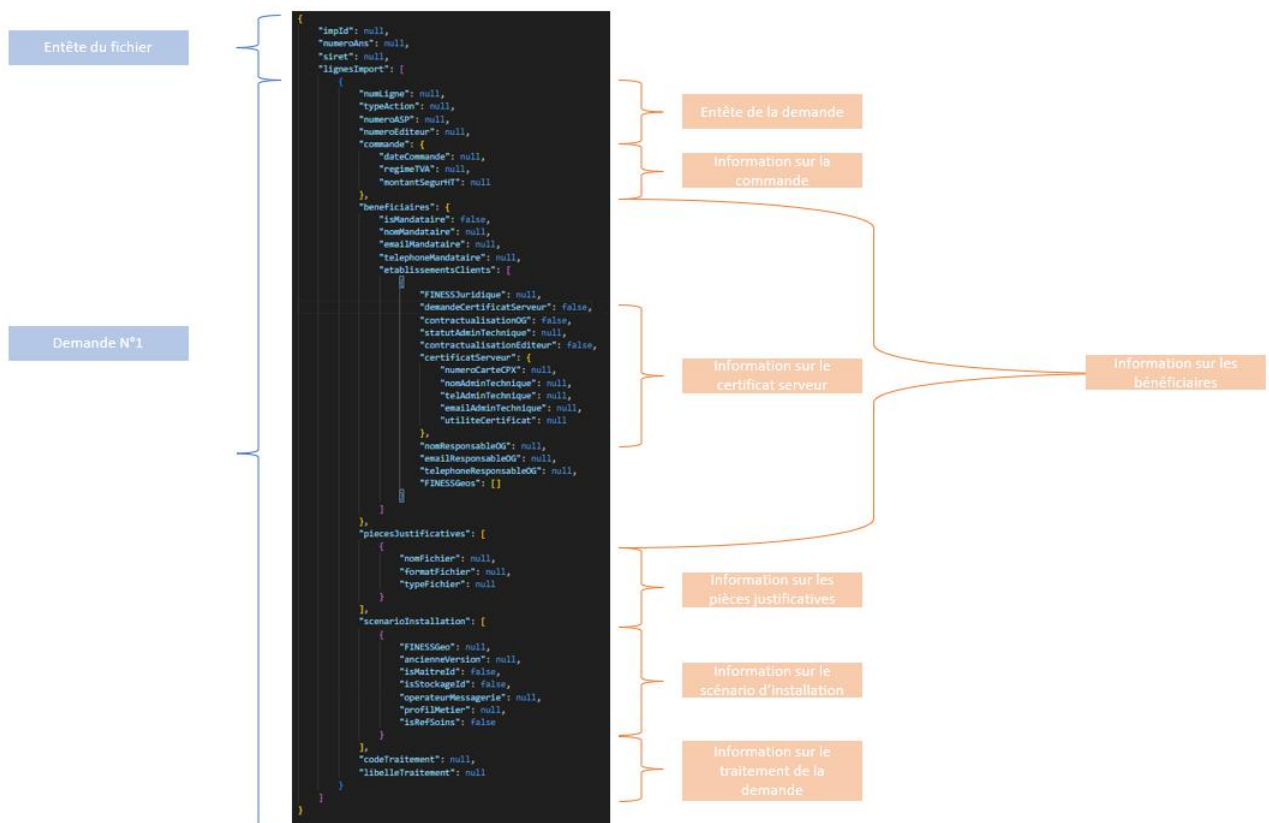 Entête du fichier
Demande N°1
{
"impId": null,
"numeroAns": null,
"siret": null,
"lignesImport": [
{
"numLigne": null,
"typeAction": null,
"numeroASP": null,
"numeroEditeur": null,
"commande": {
"dateCommande": null,
"regimeTVA": null,
"montantSegurHT": null
},
"beneficiaires": {
"isMandataire": false,
"nomMandataire": null,
"emailMandataire": null,
"telephoneMandataire": null,
"etablissementsClients": [
{
"FINESSJuridique": null,
"demandeCertificatServeur": false,
"contractualisationOG": false,
"statutAdminTechnique": null,
"contractualisationEditeur": false,
"certificatServeur": {
"numeroCarteCPX": null,
"nomAdminTechnique": null,
"telAdminTechnique": null,
"emailAdminTechnique": null,
"utiliteCertificat": null
},
"nomResponsableOG": null,
"emailResponsableOG": null,
"telephoneResponsableOG": null,
"FINESSGeos": []
}
]
},
"piecesJustificatives": [
{
"nomFichier": null,
"formatFichier": null,
"typeFichier": null
}
],
"scenarioInstallation": [
{
"FINESSGeo": null,
"ancienneVersion": null,
"isMaitreId": false,
"isStockageId": false,
"operateurMessagerie": null,
"profilMetier": null,
"isRefSoins": false
}
],
"codeTraitement": null,
"libelleTraitement": null
}
]
}
Entête de la demande
Information sur la
commande
Information sur le
certificat serveur
Information sur les
bénéficiaires
Information sur les
pièces justificatives
Information sur le
scénario d'installation
Information sur le
traitement de la
demande